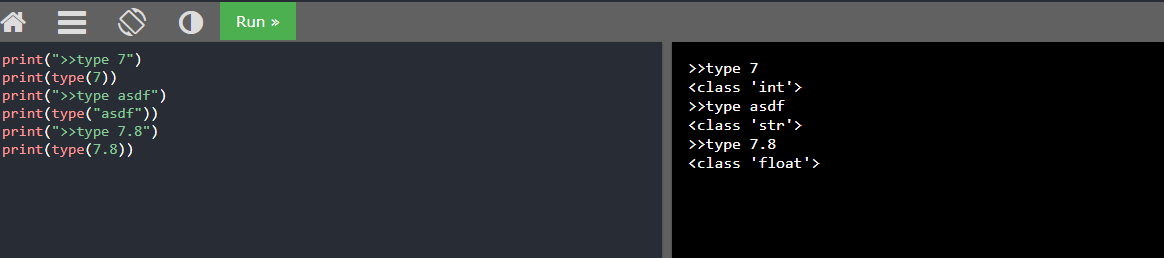 Run »
print(">>type 7")
print(type(7))
print(">>type asdf")
print(type("asdf"))
print(">>type 7.8")
print(type(7.8))
>>type 7
<class 'int'>
>>type asdf
<class 'str'>
>>type 7.8
<class 'float'>